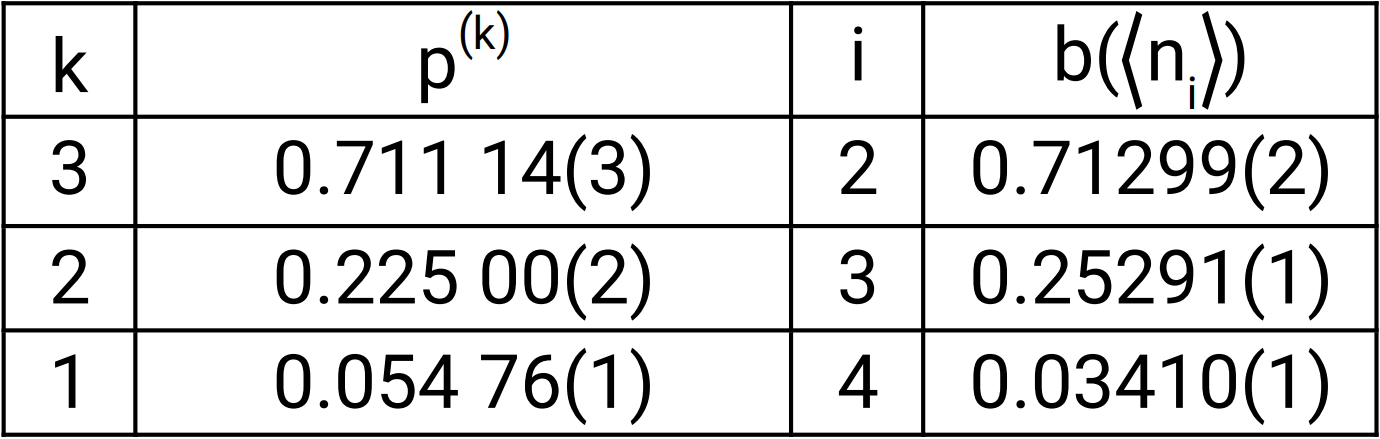 k p^(k) i b(⟨n_i⟩)
3 0.711 14(3) 2 0.71299(2)
2 0.225 00(2) 3 0.25291(1)
1 0.054 76(1) 4 0.03410(1)